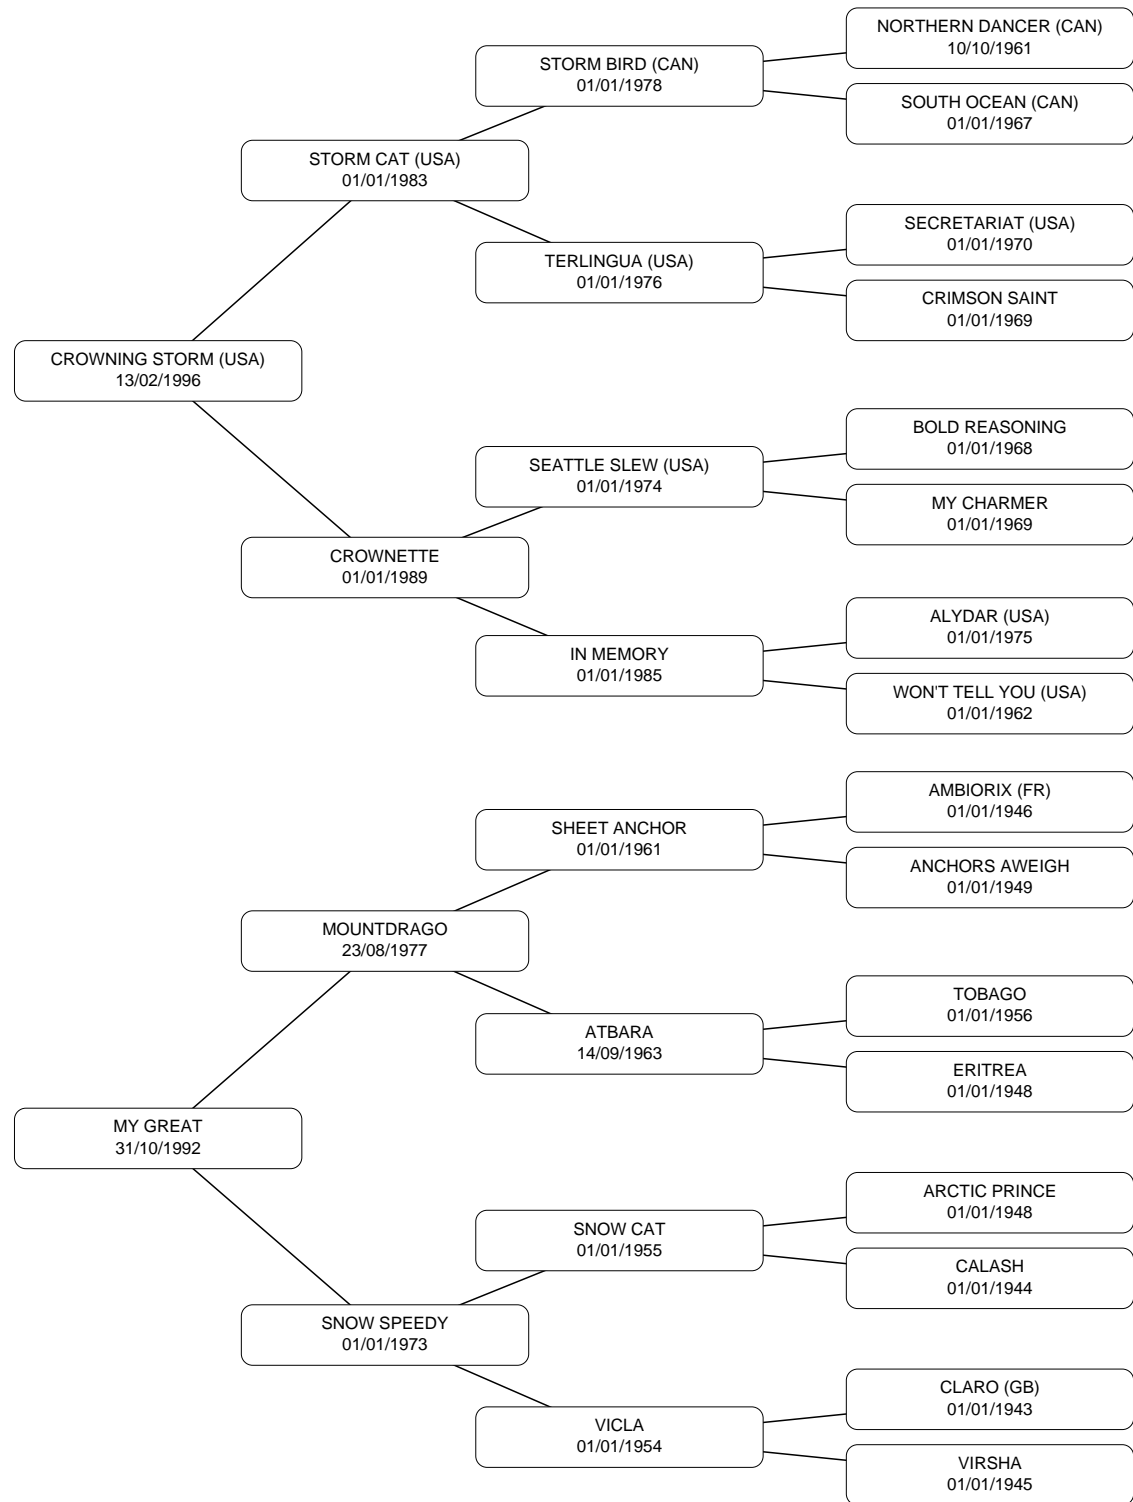 NORTHERN DANCER (CAN)
10/10/1961
STORM BIRD (CAN)
01/01/1978
SOUTH OCEAN (CAN)
01/01/1967
STORM CAT (USA)
01/01/1983
SECRETARIAT (USA)
01/01/1970
TERLINGUA (USA)
01/01/1976
CRIMSON SAINT
01/01/1969
CROWNING STORM (USA)
13/02/1996
BOLD REASONING
01/01/1968
SEATTLE SLEW (USA)
01/01/1974
MY CHARMER
01/01/1969
CROWNETTE
01/01/1989
ALYDAR (USA)
01/01/1975
IN MEMORY
01/01/1985
WON'T TELL YOU (USA)
01/01/1962
AMBIORIX (FR)
01/01/1946
SHEET ANCHOR
01/01/1961
ANCHORS AWEIGH
01/01/1949
MOUNTDRAGO
23/08/1977
TOBAGO
01/01/1956
ATBARA
14/09/1963
ERITREA
01/01/1948
MY GREAT
31/10/1992
ARCTIC PRINCE
01/01/1948
SNOW CAT
01/01/1955
CALASH
01/01/1944
SNOW SPEEDY
01/01/1973
CLARO (GB)
01/01/1943
VICLA
01/01/1954
VIRSHA
01/01/1945